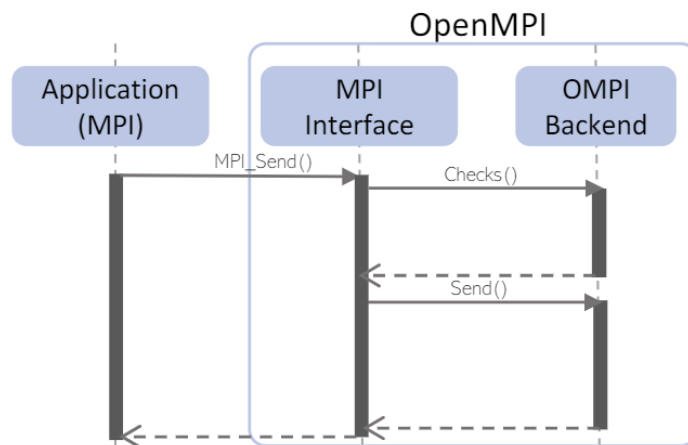 OpenMPI
Application
(MPI)
MPI
Interface
OMPI
Backend
MPI_Send()
Checks()
Send()